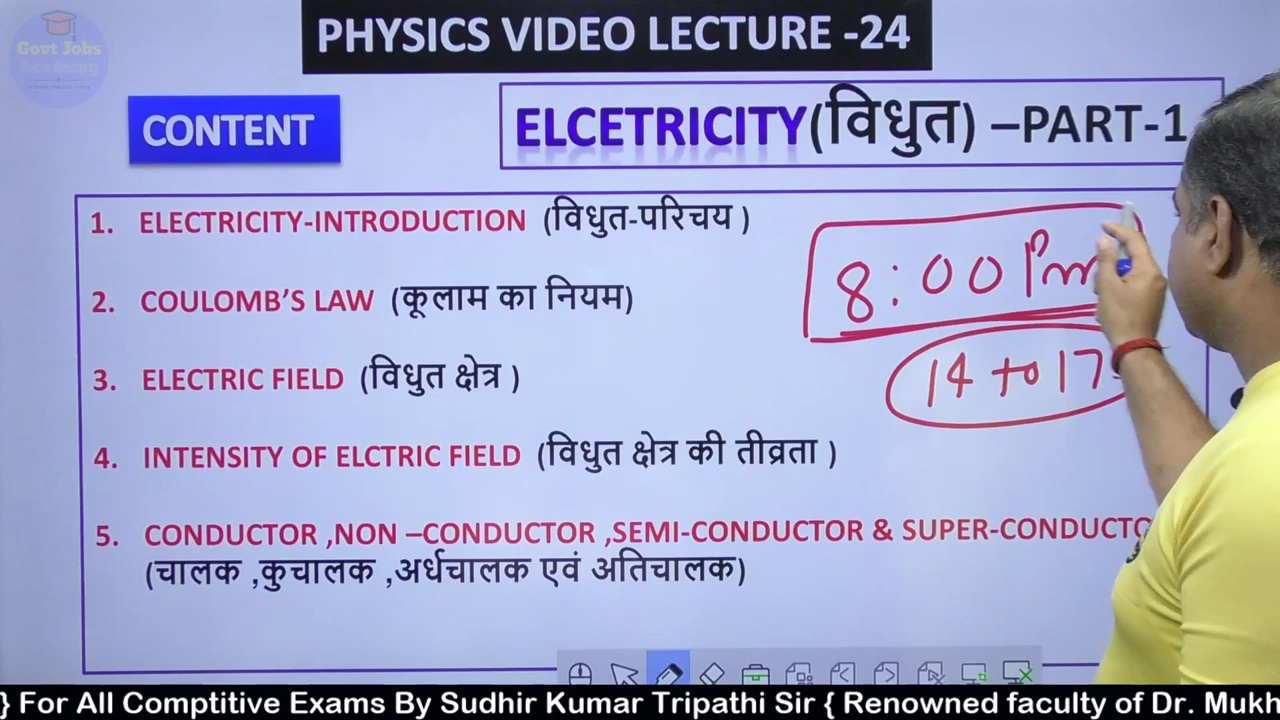 Govt Jobs
Academy
PHYSICS VIDEO LECTURE -24
CONTENT
ELCETRICITY(विधुत) –PART-1
1. ELECTRICITY-INTRODUCTION (विधुत-परिचय )
8:00 Pm
2. COULOMB’S LAW (कूलाम का नियम)
14 to 17
3. ELECTRIC FIELD (विधुत क्षेत्र )
4. INTENSITY OF ELCTRIC FIELD (विधुत क्षेत्र की तीव्रता )
5. CONDUCTOR ,NON –CONDUCTOR ,SEMI-CONDUCTOR & SUPER-CONDUCTO
(चालक ,कुचालक ,अर्धचालक एवं अतिचालक)
} For All Comptitive Exams By Sudhir Kumar Tripathi Sir { Renowned faculty of Dr. Mukh